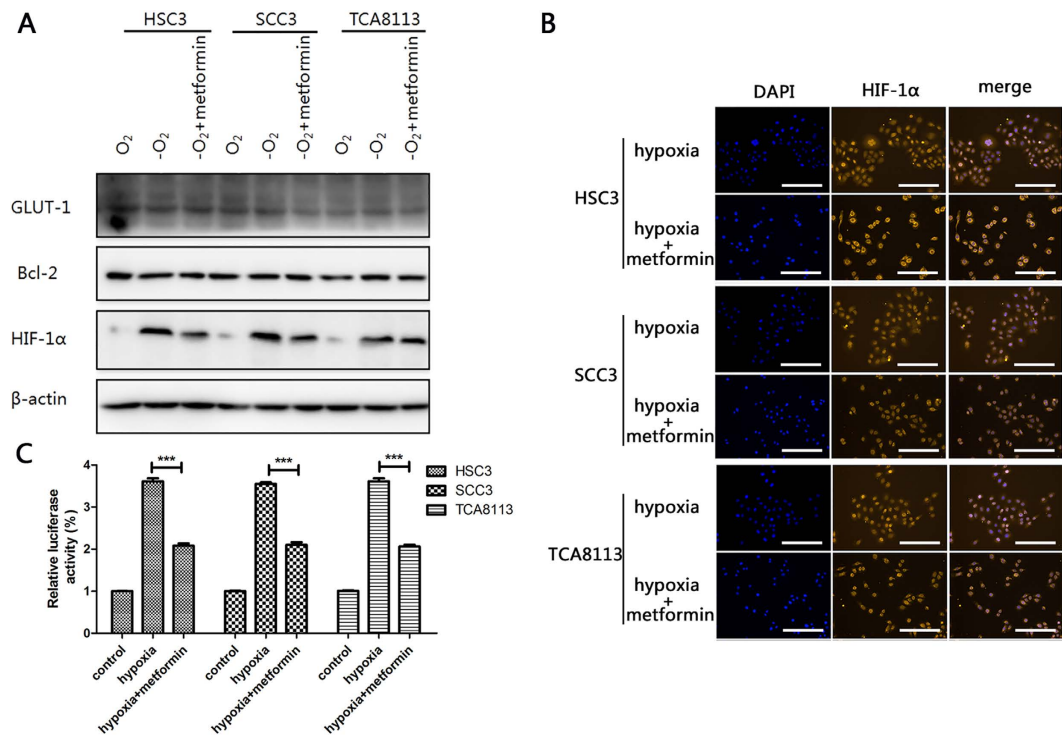 A
HSC3 SCC3 TCA8113
O₂ -O₂ -O₂+metformin O₂ -O₂ -O₂+metformin O₂ -O₂ -O₂+metformin
GLUT-1
Bcl-2
HIF-1α
β-actin
B
DAPI HIF-1α merge
HSC3
hypoxia
hypoxia
+
metformin
SCC3
hypoxia
hypoxia
+
metformin
TCA8113
hypoxia
hypoxia
+
metformin
C
Relative luciferase
activity (%)
5
4
3
2
1
0
*** *** ***
HSC3
SCC3
TCA8113
control hypoxia hypoxia+metformin control hypoxia hypoxia+metformin control hypoxia hypoxia+metformin